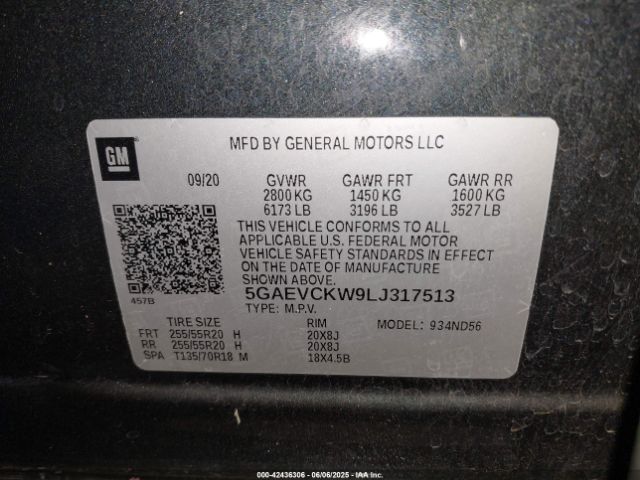 GM
MFD BY GENERAL MOTORS LLC
09/20 GVWR GAWR FRT GAWR RR
2800 KG 1450 KG 1600 KG
6173 LB 3196 LB 3527 LB
THIS VEHICLE CONFORMS TO ALL
APPLICABLE U.S. FEDERAL MOTOR
VEHICLE SAFETY STANDARDS IN EFFECT
ON THE DATE OF MANUFACTURE
SHOWN ABOVE.
457B
5GAEVCKW9LJ317513
TYPE: M.P.V.
TIRE SIZE RIM MODEL: 934ND56
FRT 255/55R20 H 20X8J
RR 255/55R20 H 20X8J
SPA T135/70R18 M 18X4.5B
000-42436306 - 06/06/2025 - IAA Inc.